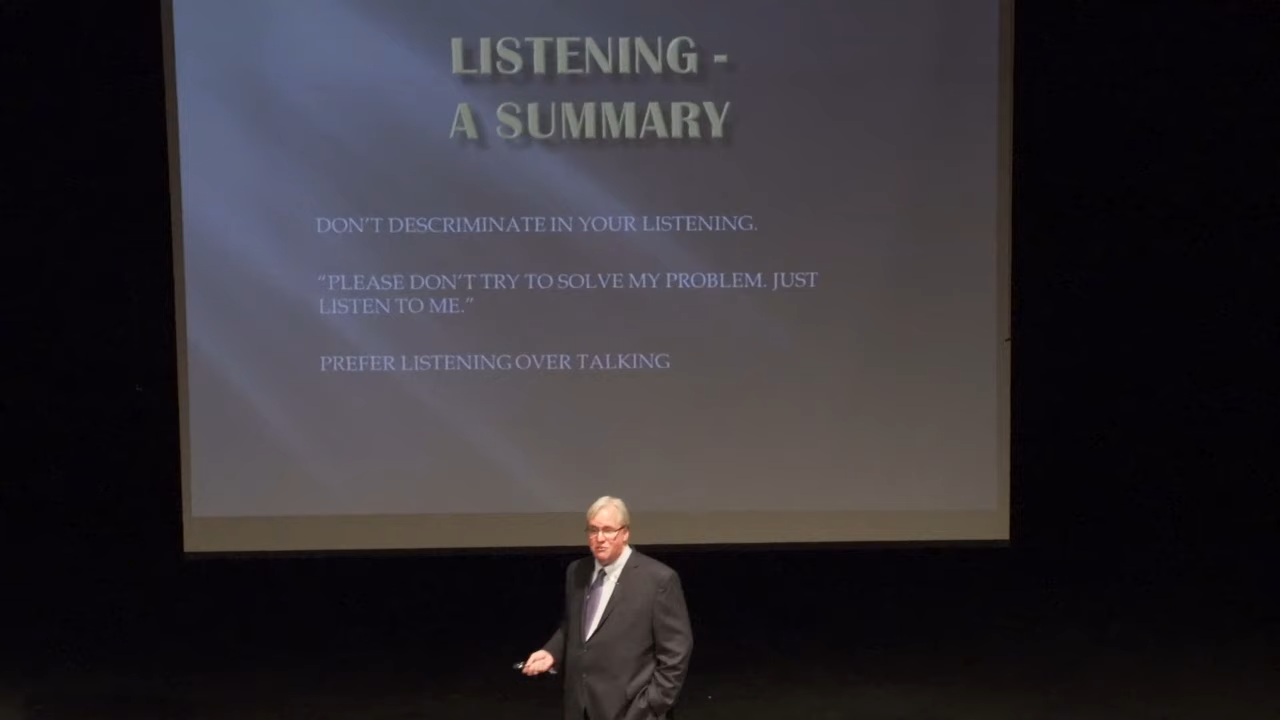 LISTENING -
A SUMMARY
DON'T DESCRIMINATE IN YOUR LISTENING.
“PLEASE DON'T TRY TO SOLVE MY PROBLEM. JUST
LISTEN TO ME.”
PREFER LISTENING OVER TALKING